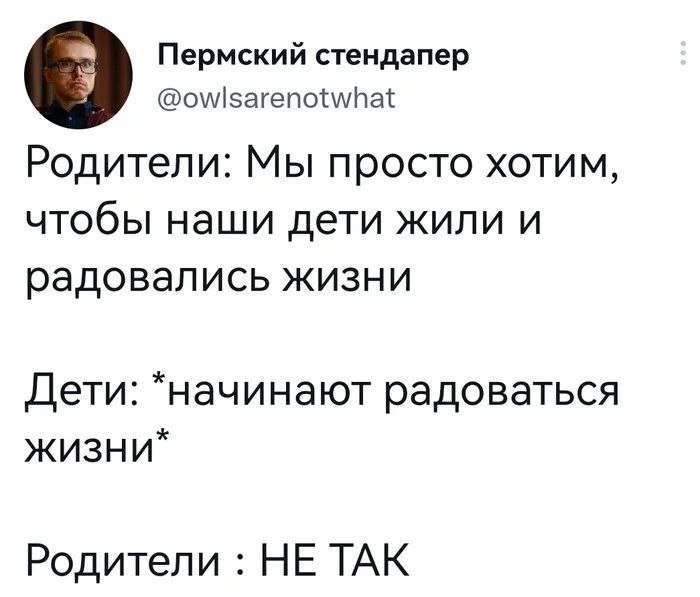 Пермский стендапер
@owlsarenotwhat
Родители: Мы просто хотим,
чтобы наши дети жили и
радовались жизни
Дети: *начинают радоваться
жизни*
Родители : НЕ ТАК